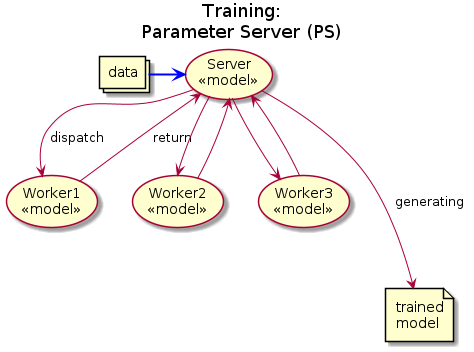 Training:
Parameter Server (PS)
data
Server
«model»
dispatch
return
Worker1
«model»
Worker2
«model»
Worker3
«model»
generating
trained
model